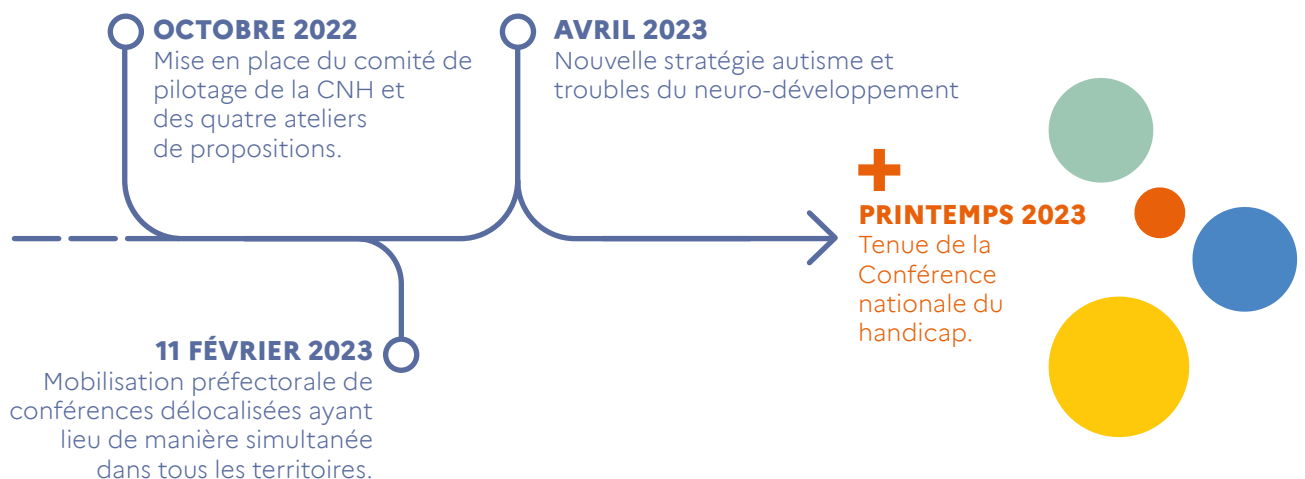 OCTOBRE 2022
Mise en place du comité de
pilotage de la CNH et
des quatre ateliers
de propositions.
11 FÉVRIER 2023
Mobilisation préfectorale de
conférences délocalisées ayant
lieu de manière simultanée
dans tous les territoires.
AVRIL 2023
Nouvelle stratégie autisme et
troubles du neuro-développement
PRINTEMPS 2023
Tenue de la
Conférence
nationale du
handicap.